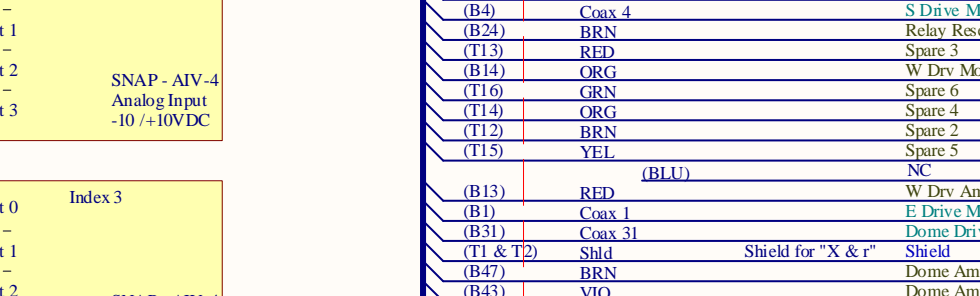 –
t 1
–
t 2
–
t 3
SNAP - AIV-4
Analog Input
-10 /+10VDC
Index 3
t 0
–
t 1
–
t 2
(B4) Coax 4 S Drive M
(B24) BRN Relay Rese
(T13) RED Spare 3
(B14) ORG W Drv Mo
(T16) GRN Spare 6
(T14) ORG Spare 4
(T12) BRN Spare 2
(T15) YEL Spare 5
(BLU) NC
(B13) RED W Drv Am
(B1) Coax 1 E Drive M
(B31) Coax 31 Dome Driv
(T1 & T2) Shld Shield for "X & r" Shield
(B47) BRN Dome Am
(B43) VIO Dome Am